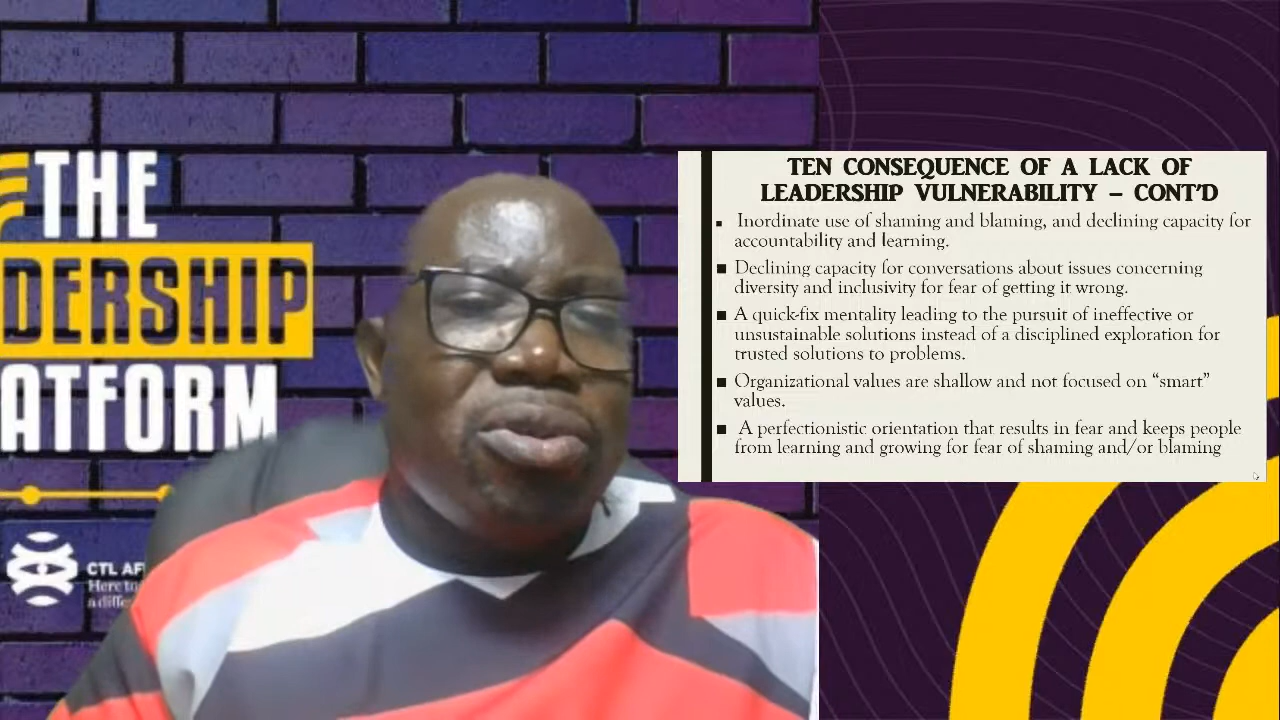 THE
DERSHIP
ATFORM
CTL AF
Here to
a differ
TEN CONSEQUENCE OF A LACK OF
LEADERSHIP VULNERABILITY – CONT'D
▪ Inordinate use of shaming and blaming, and declining capacity for
accountability and learning.
▪ Declining capacity for conversations about issues concerning
diversity and inclusivity for fear of getting it wrong.
▪ A quick-fix mentality leading to the pursuit of ineffective or
unsustainable solutions instead of a disciplined exploration for
trusted solutions to problems.
▪ Organizational values are shallow and not focused on “smart”
values.
▪ A perfectionistic orientation that results in fear and keeps people
from learning and growing for fear of shaming and/or blaming